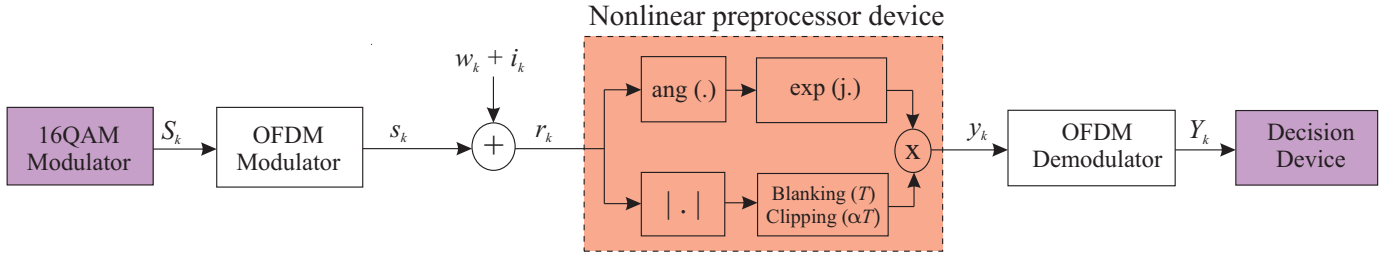 Nonlinear preprocessor device
w_k + i_k
ang (.)
exp (j.)
16QAM
Modulator
S_k
OFDM
Modulator
s_k
+
r_k
x
y_k
OFDM
Demodulator
Y_k
Decision
Device
| . |
Blanking (T)
Clipping (αT)